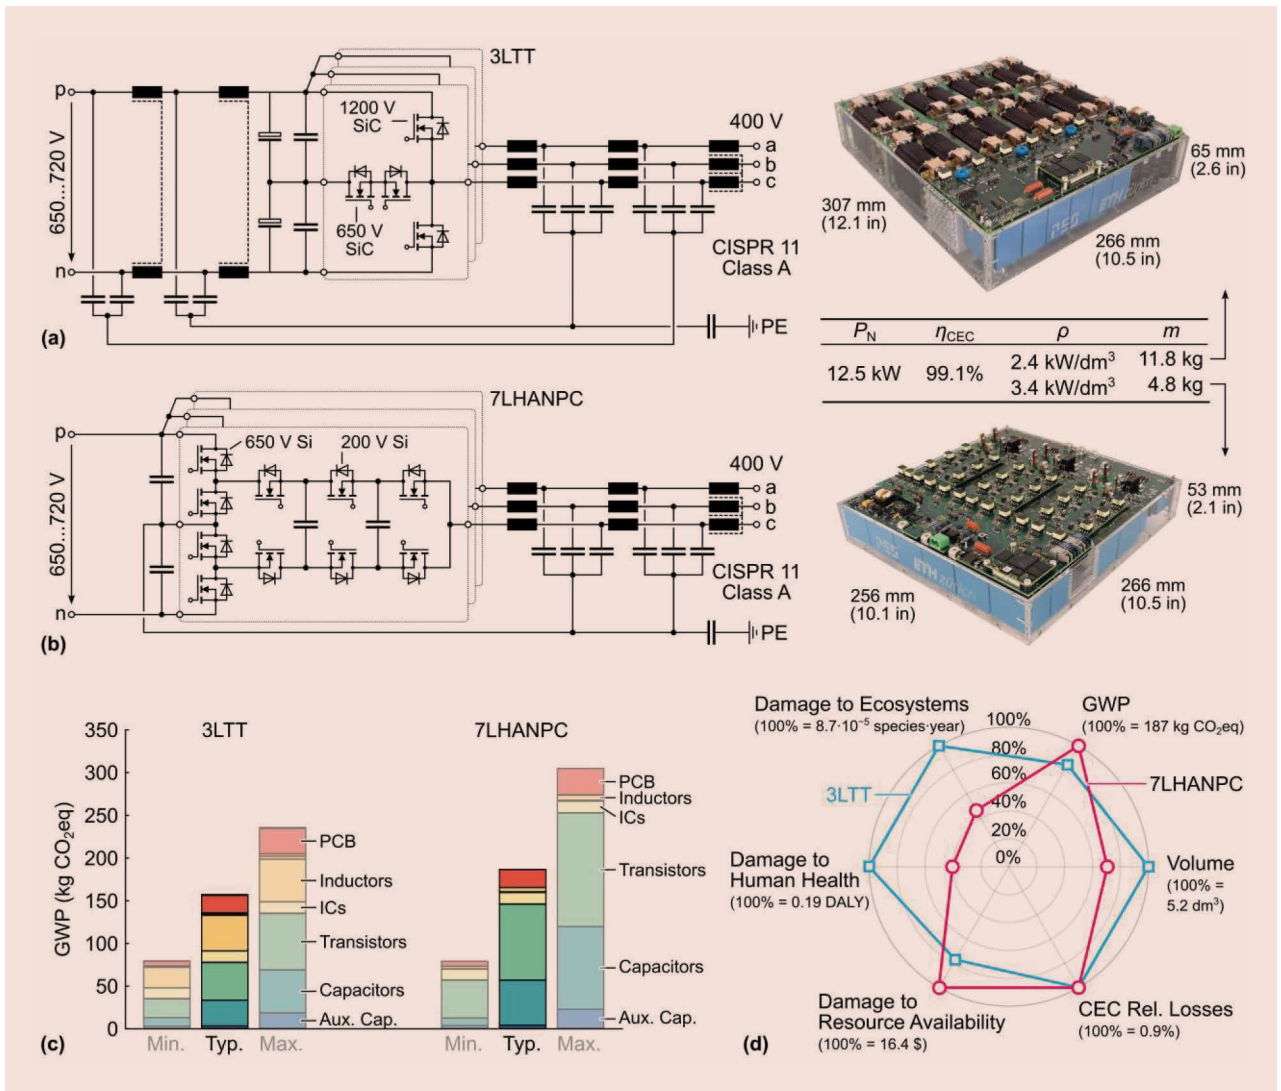 3LTT
p
650...720 V
n
1200 V
SiC
650 V
SiC
400 V
a
b
c
CISPR 11
Class A
PE
(a)
65 mm
(2.6 in)
307 mm
(12.1 in)
266 mm
(10.5 in)
PES
ETH zürich
P_N η_CEC ρ m
12.5 kW 99.1% 2.4 kW/dm³ 11.8 kg
3.4 kW/dm³ 4.8 kg
7LHANPC
p
650...720 V
n
650 V Si
200 V Si
400 V
a
b
c
CISPR 11
Class A
PE
(b)
53 mm
(2.1 in)
256 mm
(10.1 in)
266 mm
(10.5 in)
PES
ETH zürich
3LTT
7LHANPC
GWP (kg CO₂eq)
350
300
250
200
150
100
50
0
PCB
Inductors
ICs
Transistors
Capacitors
Aux. Cap.
PCB
Inductors
ICs
Transistors
Capacitors
Aux. Cap.
Min. Typ. Max.
Min. Typ. Max.
(c)
Damage to Ecosystems
(100% = 8.7·10⁻⁵ species·year)
GWP
(100% = 187 kg CO₂eq)
100%
80%
60%
40%
20%
0%
3LTT
7LHANPC
Damage to
Human Health
(100% = 0.19 DALY)
Volume
(100% =
5.2 dm³)
Damage to
Resource Availability
(100% = 16.4 $)
CEC Rel. Losses
(100% = 0.9%)
(d)